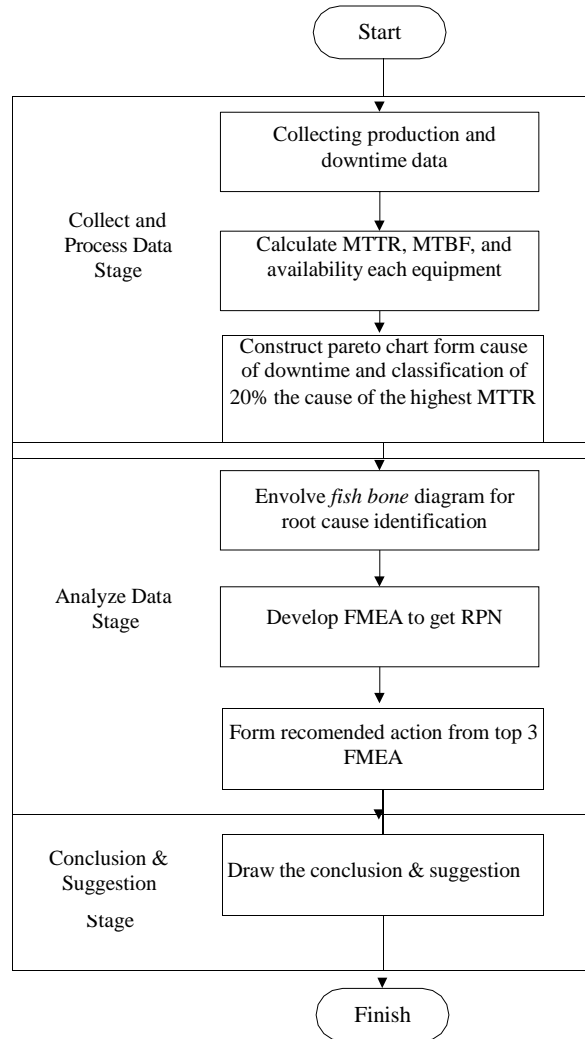 Start
Collect and
Process Data
Stage
Collecting production and
downtime data
Calculate MTTR, MTBF, and
availability each equipment
Construct pareto chart form cause
of downtime and classification of
20% the cause of the highest MTTR
Analyze Data
Stage
Envolve fish bone diagram for
root cause identification
Develop FMEA to get RPN
Form recomended action from top 3
FMEA
Conclusion &
Suggestion
Stage
Draw the conclusion & suggestion
Finish